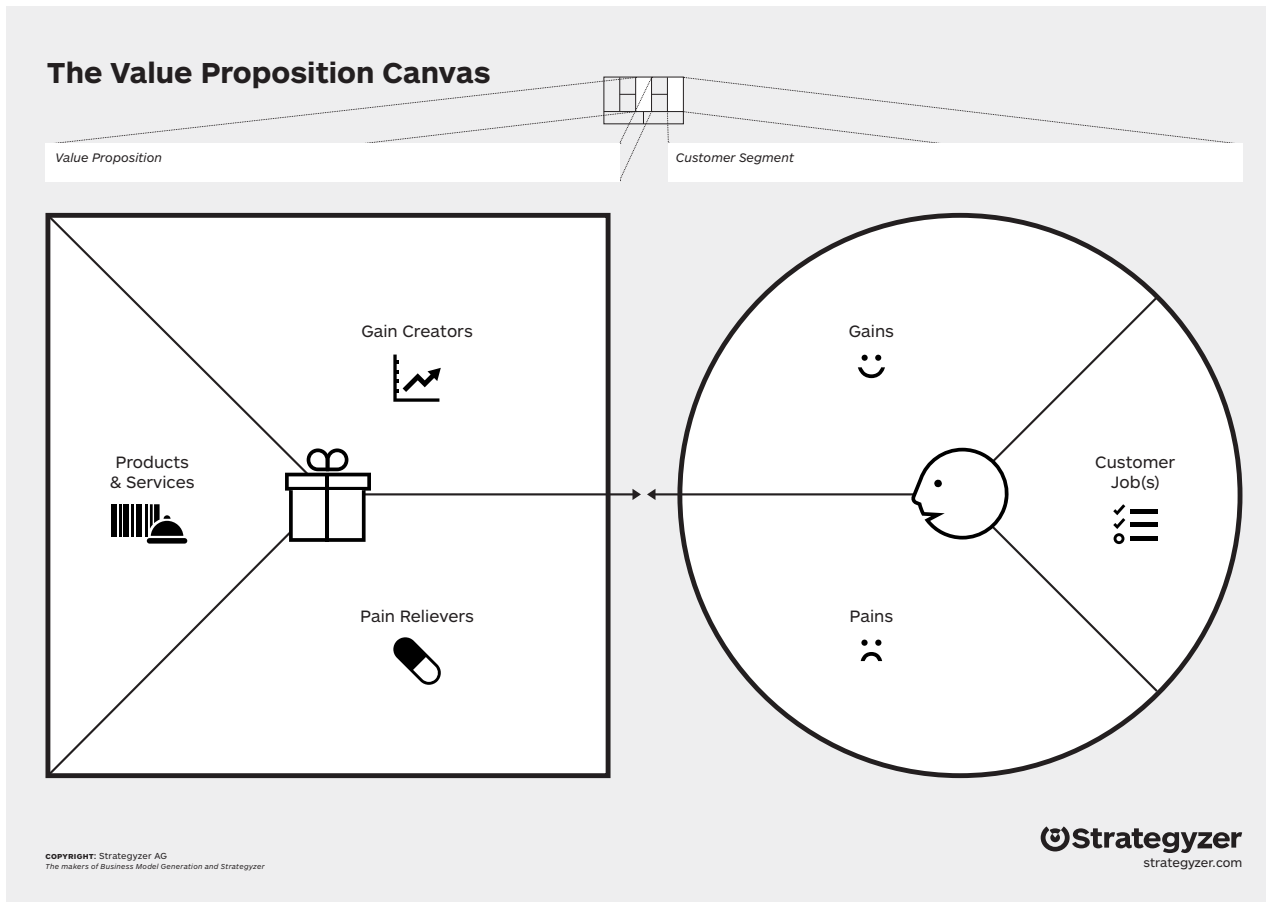 The Value Proposition Canvas
Value Proposition
Customer Segment
Gain Creators
Gains
Products
& Services
Customer
Job(s)
Pain Relievers
Pains
COPYRIGHT: Strategyzer AG
The makers of Business Model Generation and Strategyzer
Strategyzer
strategyzer.com